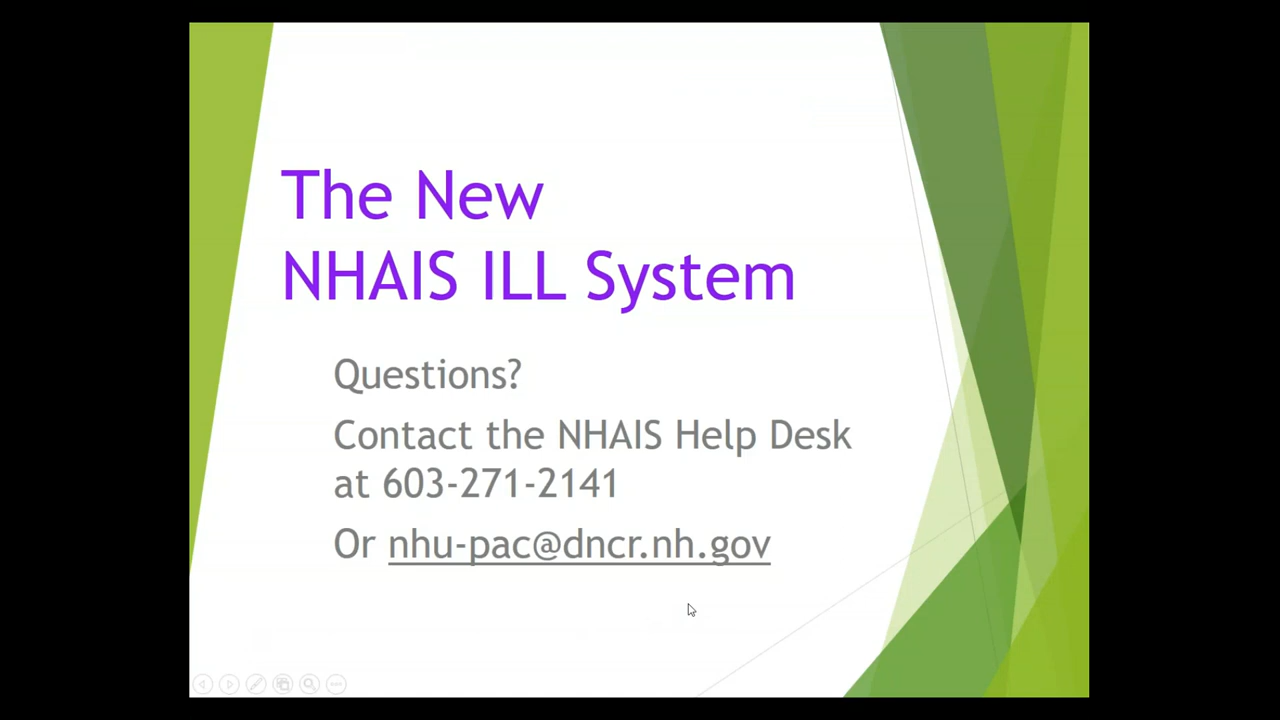 The New
NHAIS ILL System
Questions?
Contact the NHAIS Help Desk
at 603-271-2141
Or nhu-pac@dncr.nh.gov